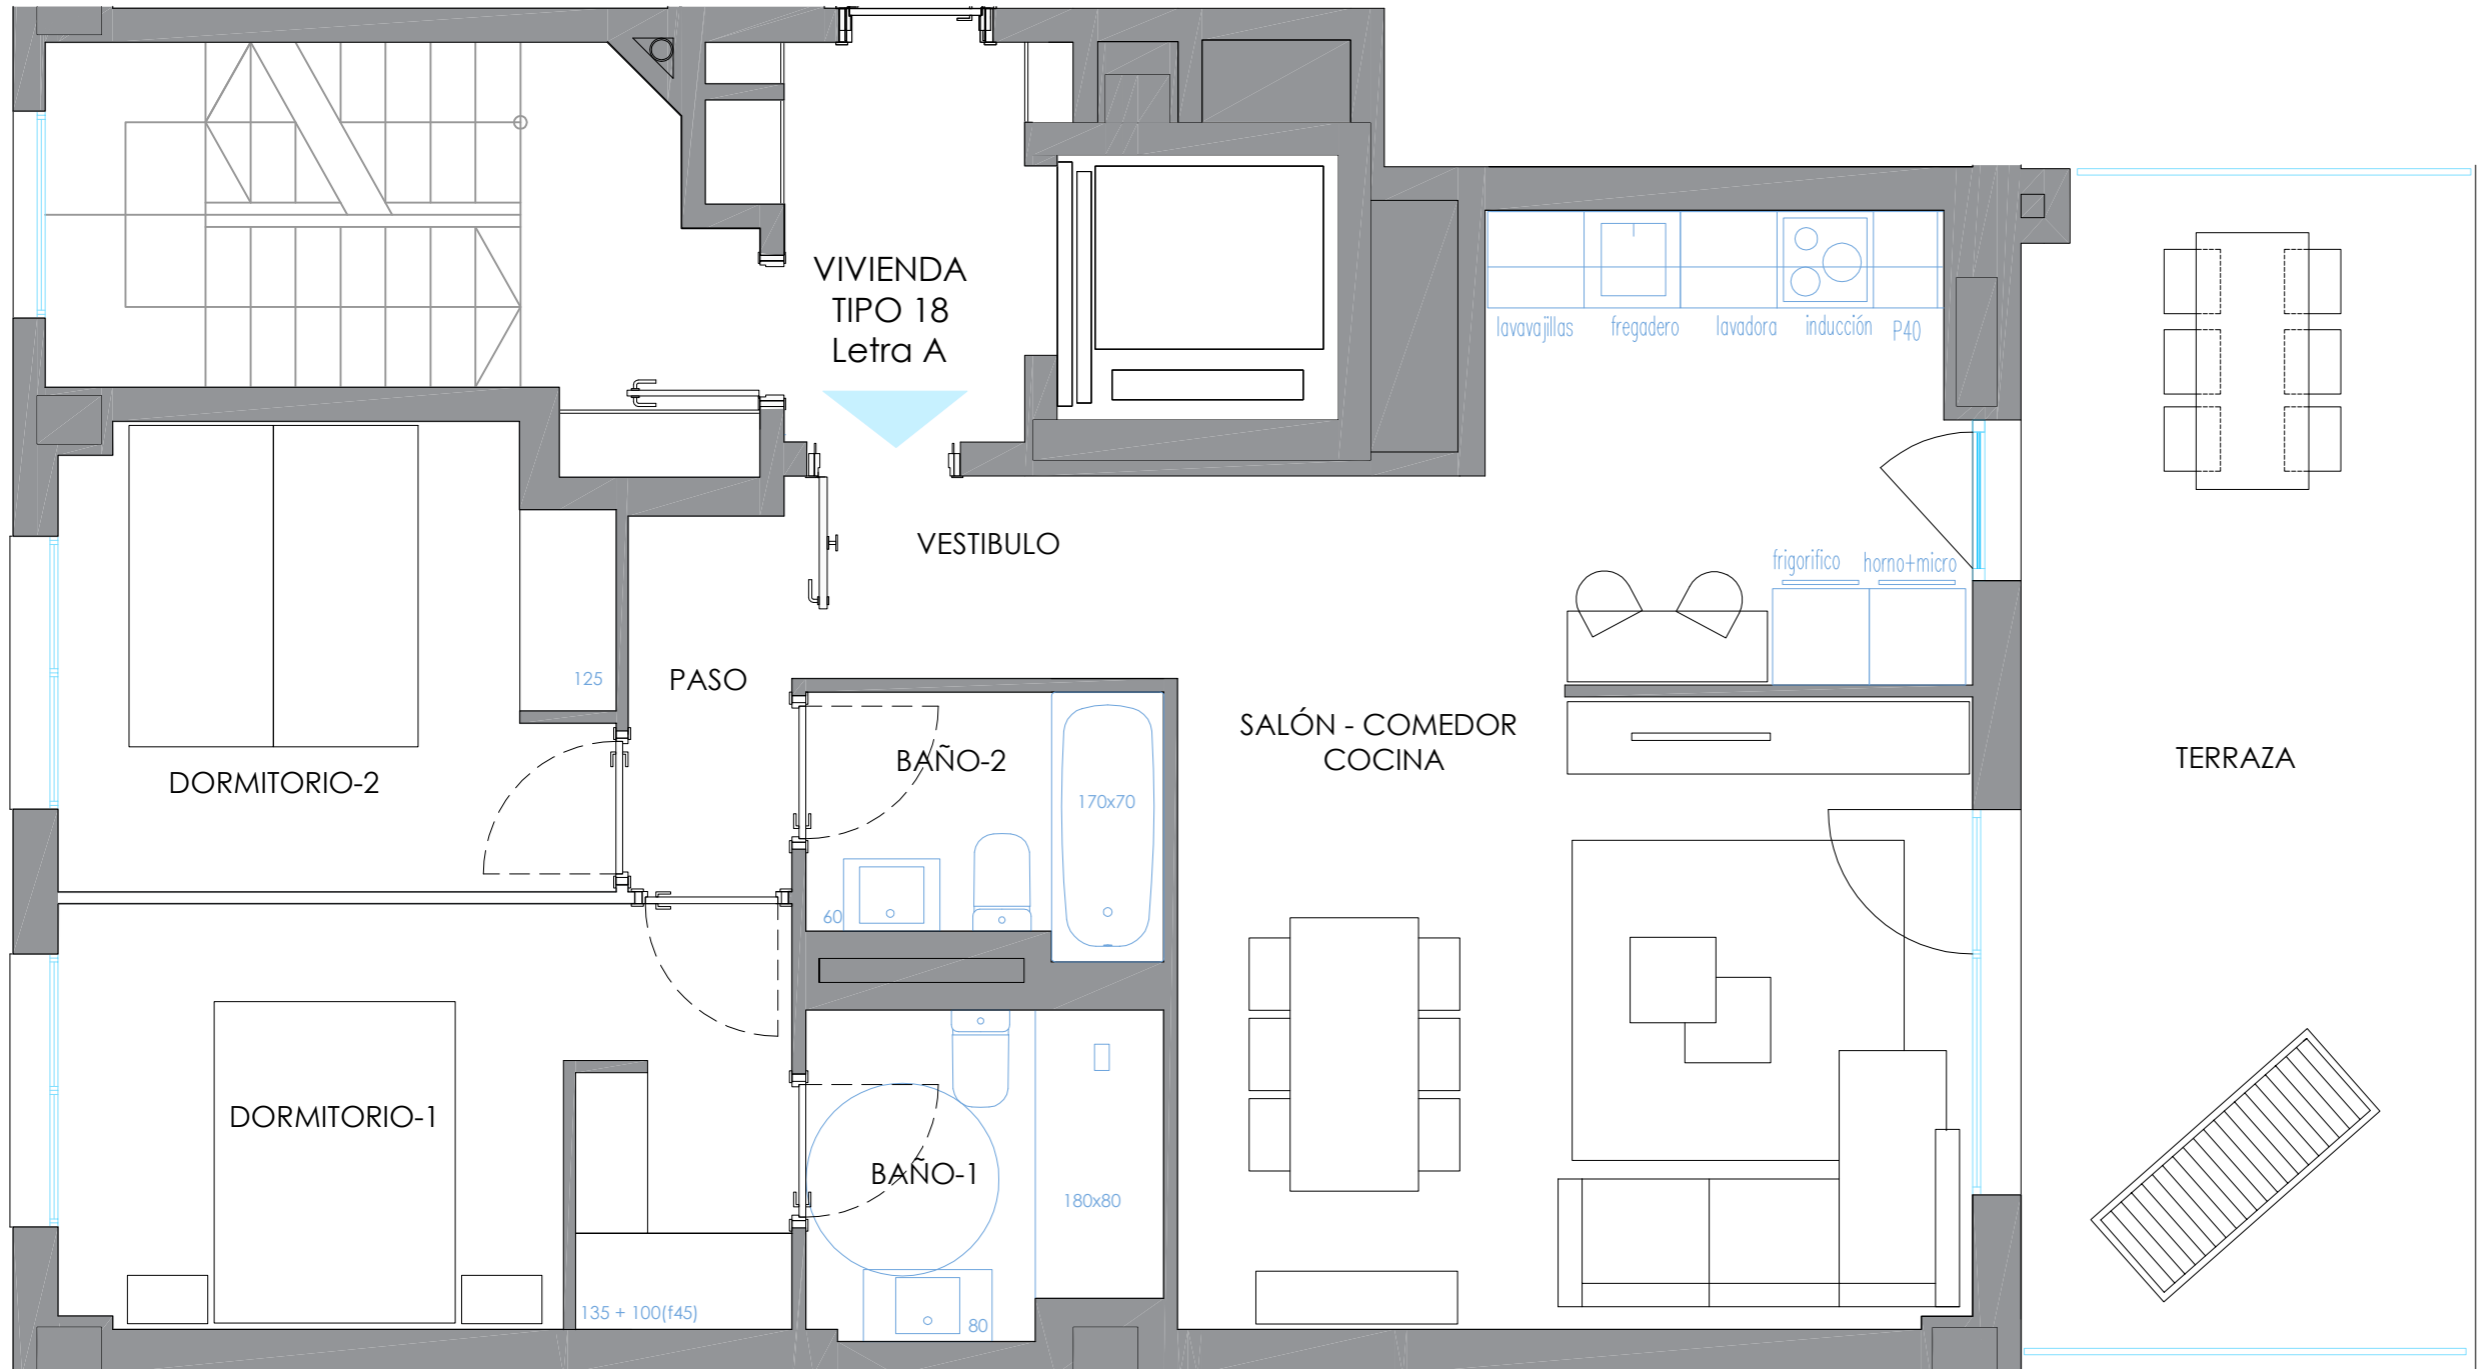 VIVIENDA
TIPO 18
Letra A
lavavajillas
fregadero
lavadora
inducción
P40
VESTIBULO
frigorifico
horno+micro
125
PASO
SALÓN - COMEDOR
COCINA
BAÑO-2
TERRAZA
DORMITORIO-2
170x70
60
DORMITORIO-1
BAÑO-1
180x80
135 + 100(f45)
80